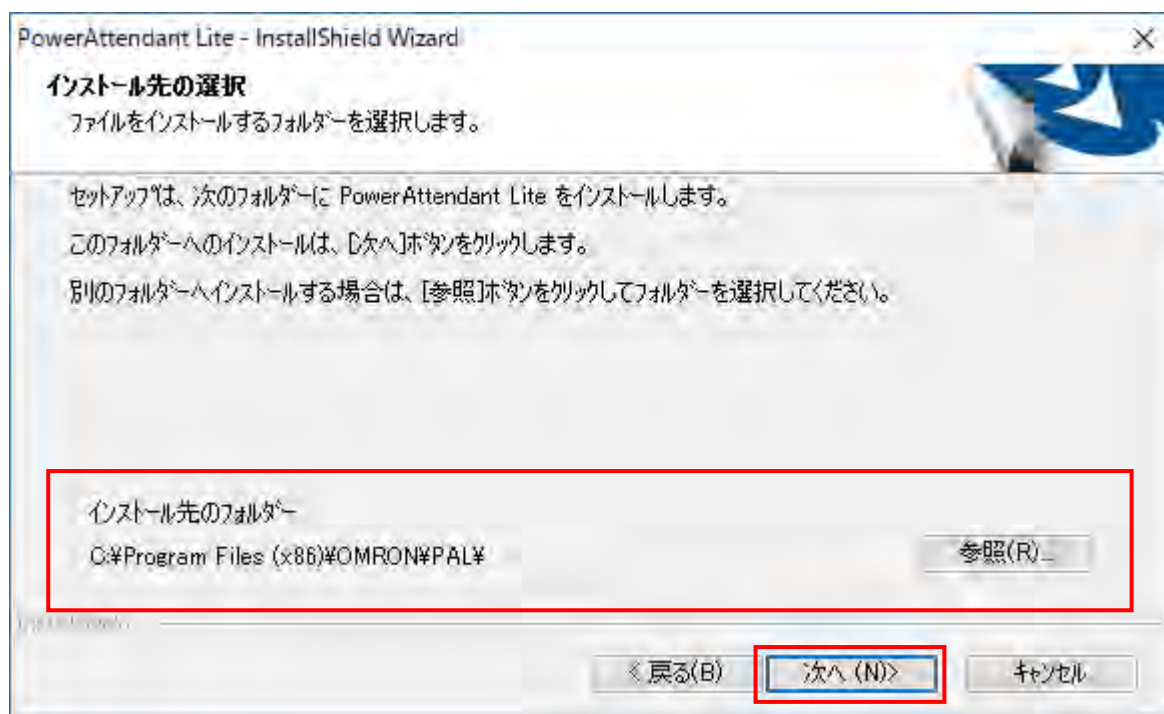 PowerAttendant Lite - InstallShield Wizard
インストール先の選択
ファイルをインストールするフォルダーを選択します。
セットアップは、次のフォルダーに PowerAttendant Lite をインストールします。
このフォルダーへのインストールは、[次へ]ボタンをクリックします。
別のフォルダーへインストールする場合は、[参照]ボタンをクリックしてフォルダーを選択してください。
インストール先のフォルダー
C:¥Program Files (x86)¥OMRON¥PAL¥
参照(R)...
InstallShield
< 戻る(B)
次へ (N)>
キャンセル